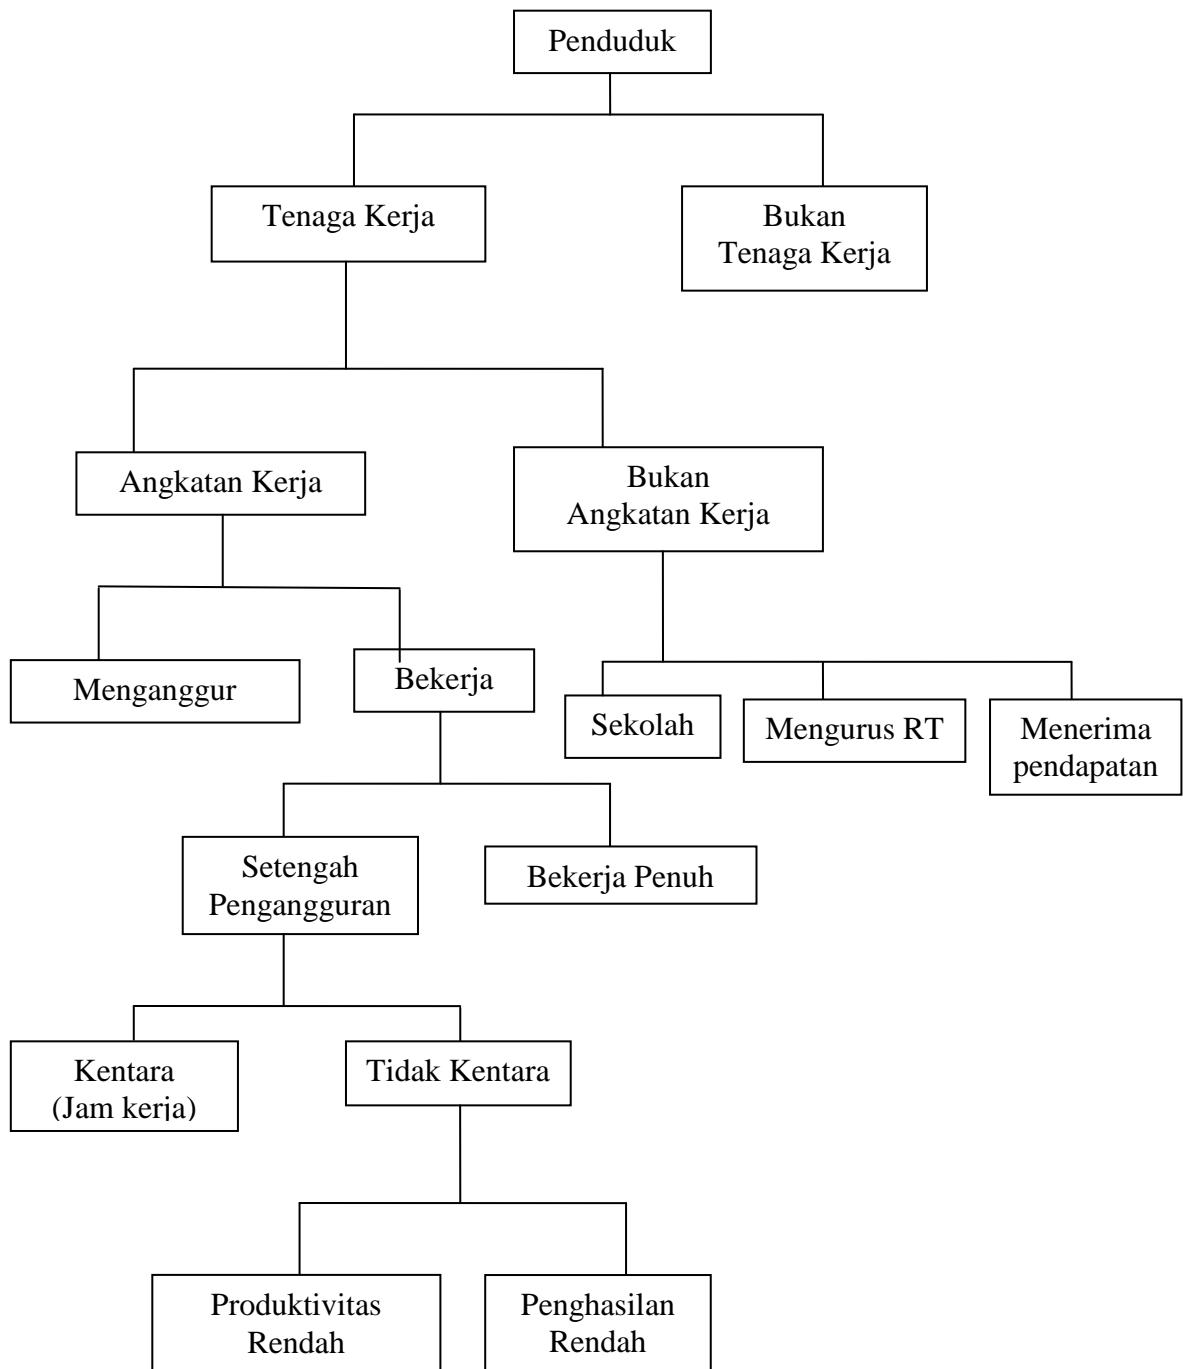 Penduduk
Tenaga Kerja
Bukan
Tenaga Kerja
Angkatan Kerja
Bukan
Angkatan Kerja
Menganggur
Bekerja
Sekolah
Mengurus RT
Menerima
pendapatan
Setengah
Pengangguran
Bekerja Penuh
Kentara
(Jam kerja)
Tidak Kentara
Produktivitas
Rendah
Penghasilan
Rendah